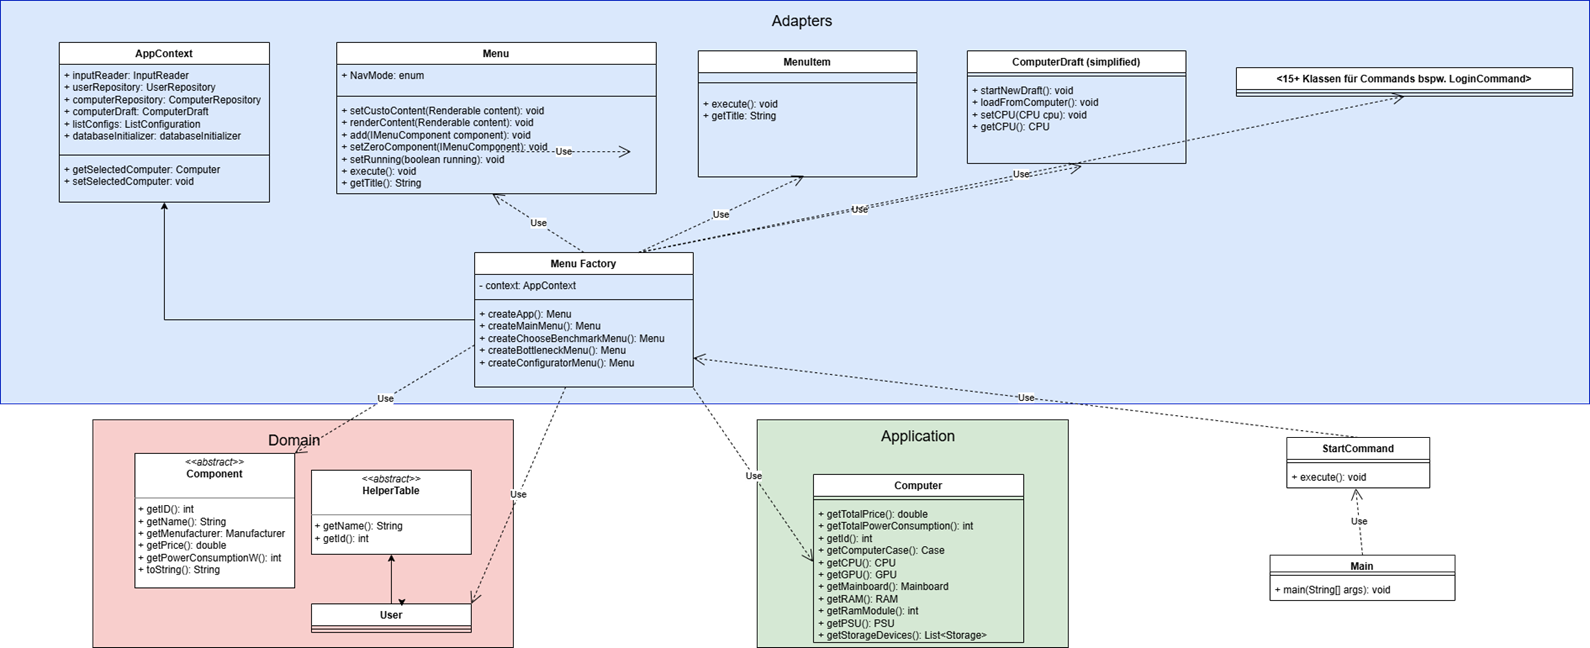 Adapters
AppContext
+ inputReader: InputReader
+ userRepository: UserRepository
+ computerRepository: ComputerRepository
+ computerDraft: ComputerDraft
+ listConfigs: ListConfiguration
+ databaseInitializer: databaseInitializer
+ getSelectedComputer: Computer
+ setSelectedComputer: void
Menu
+ NavMode: enum
+ setCustoContent(Renderable content): void
+ renderContent(Renderable content): void
+ add(IMenuComponent component): void
+ setZeroComponent(IMenuComponent): void
+ setRunning(boolean running): void
+ execute(): void
+ getTitle(): String
Use
MenuItem
+ execute(): void
+ getTitle: String
ComputerDraft (simplified)
+ startNewDraft(): void
+ loadFromComputer(): void
+ setCPU(CPU cpu): void
+ getCPU(): CPU
<15+ Klassen für Commands bspw. LoginCommand>
Use
Use
Use
Use
Menu Factory
- context: AppContext
+ createApp(): Menu
+ createMainMenu(): Menu
+ createChooseBenchmarkMenu(): Menu
+ createBottleneckMenu(): Menu
+ createConfiguratorMenu(): Menu
Use
Use
Use
Use
Domain
<<abstract>>
Component
+ getID(): int
+ getName(): String
+ getMenufacturer: Manufacturer
+ getPrice(): double
+ getPowerConsumptionW(): int
+ toString(): String
<<abstract>>
HelperTable
+ getName(): String
+ getId(): int
User
Application
Computer
+ getTotalPrice(): double
+ getTotalPowerConsumption(): int
+ getId(): int
+ getComputerCase(): Case
+ getCPU(): CPU
+ getGPU(): GPU
+ getMainboard(): Mainboard
+ getRAM(): RAM
+ getRamModule(): int
+ getPSU(): PSU
+ getStorageDevices(): List<Storage>
StartCommand
+ execute(): void
Use
Main
+ main(String[] args): void